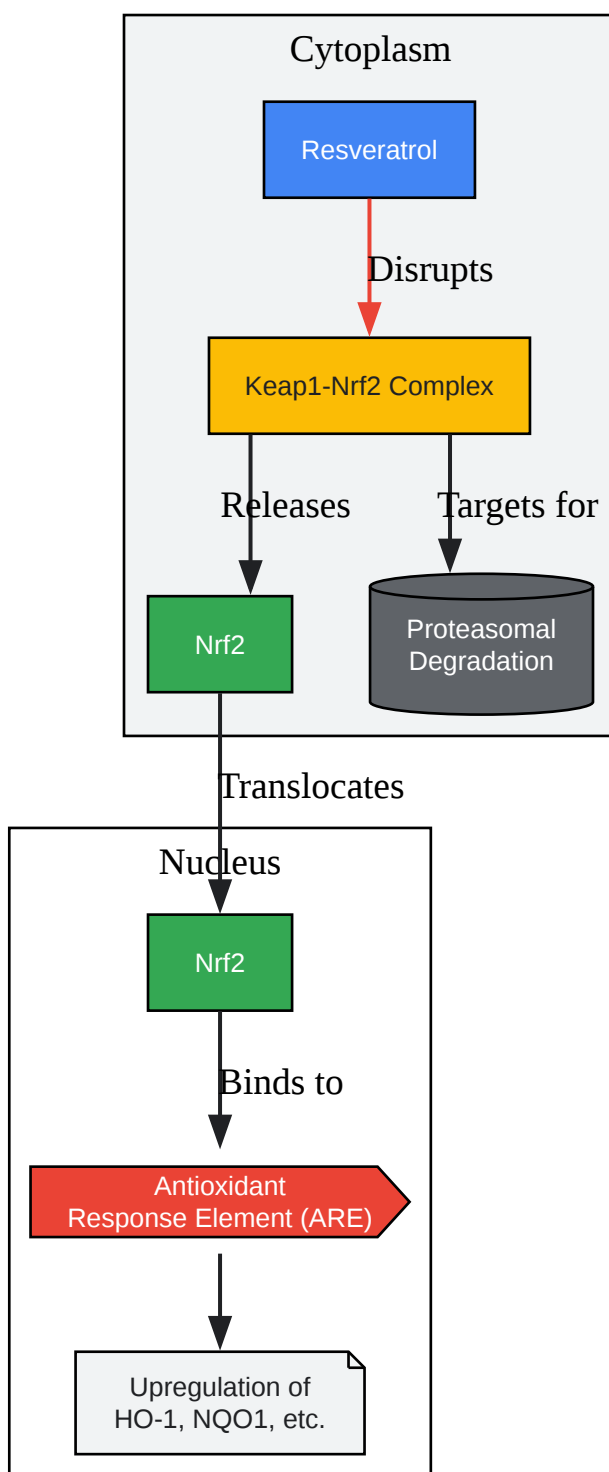 Cytoplasm
Resveratrol
Disrupts
Keap1-Nrf2 Complex
Releases
Targets for
Nrf2
Proteasomal
Degradation
Translocates
Nucleus
Nrf2
Binds to
Antioxidant
Response Element (ARE)
Upregulation of
HO-1, NQO1, etc.